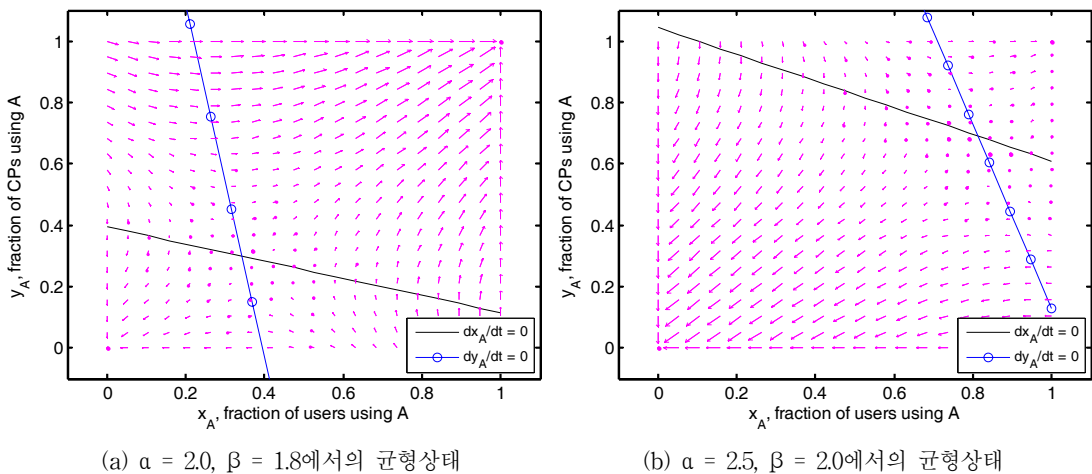 1
0.8
0.6
0.4
0.2
0
y_A, fraction of CPs using A
0 0.2 0.4 0.6 0.8 1
x_A, fraction of users using A
dx_A/dt = 0
dy_A/dt = 0
(a) α = 2.0, β = 1.8에서의 균형상태
1
0.8
0.6
0.4
0.2
0
y_A, fraction of CPs using A
0 0.2 0.4 0.6 0.8 1
x_A, fraction of users using A
dx_A/dt = 0
dy_A/dt = 0
(b) α = 2.5, β = 2.0에서의 균형상태